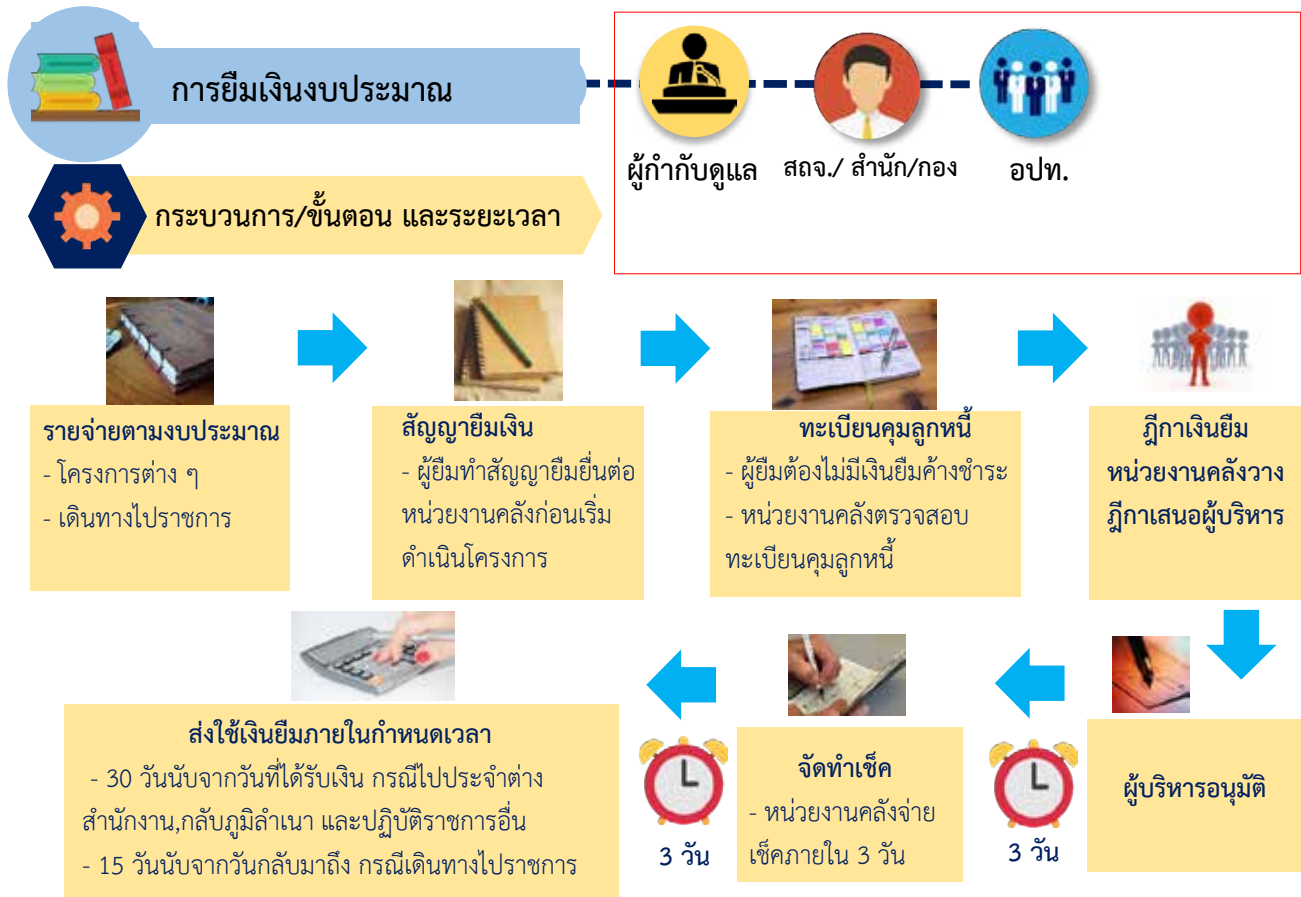 การยืมเงินงบประมาณ
ผู้กำกับดูแล
สถจ./ สำนัก/กอง
อปท.
กระบวนการ/ขั้นตอน และระยะเวลา
รายจ่ายตามงบประมาณ
- โครงการต่าง ๆ
- เดินทางไปราชการ
สัญญายืมเงิน
- ผู้ยืมทำสัญญายืมยื่นต่อ
หน่วยงานคลังก่อนเริ่ม
ดำเนินโครงการ
ทะเบียนคุมลูกหนี้
- ผู้ยืมต้องไม่มีเงินยืมค้างชำระ
- หน่วยงานคลังตรวจสอบ
ทะเบียนคุมลูกหนี้
ฎีกาเงินยืม
หน่วยงานคลังวาง
ฎีกาเสนอผู้บริหาร
ผู้บริหารอนุมัติ
3 วัน
จัดทำเช็ค
- หน่วยงานคลังจ่าย
เช็คภายใน 3 วัน
3 วัน
ส่งใช้เงินยืมภายในกำหนดเวลา
- 30 วันนับจากวันที่ได้รับเงิน กรณีไปประจำต่าง
สำนักงาน,กลับภูมิลำเนา และปฏิบัติราชการอื่น
- 15 วันนับจากวันกลับมาถึง กรณีเดินทางไปราชการ